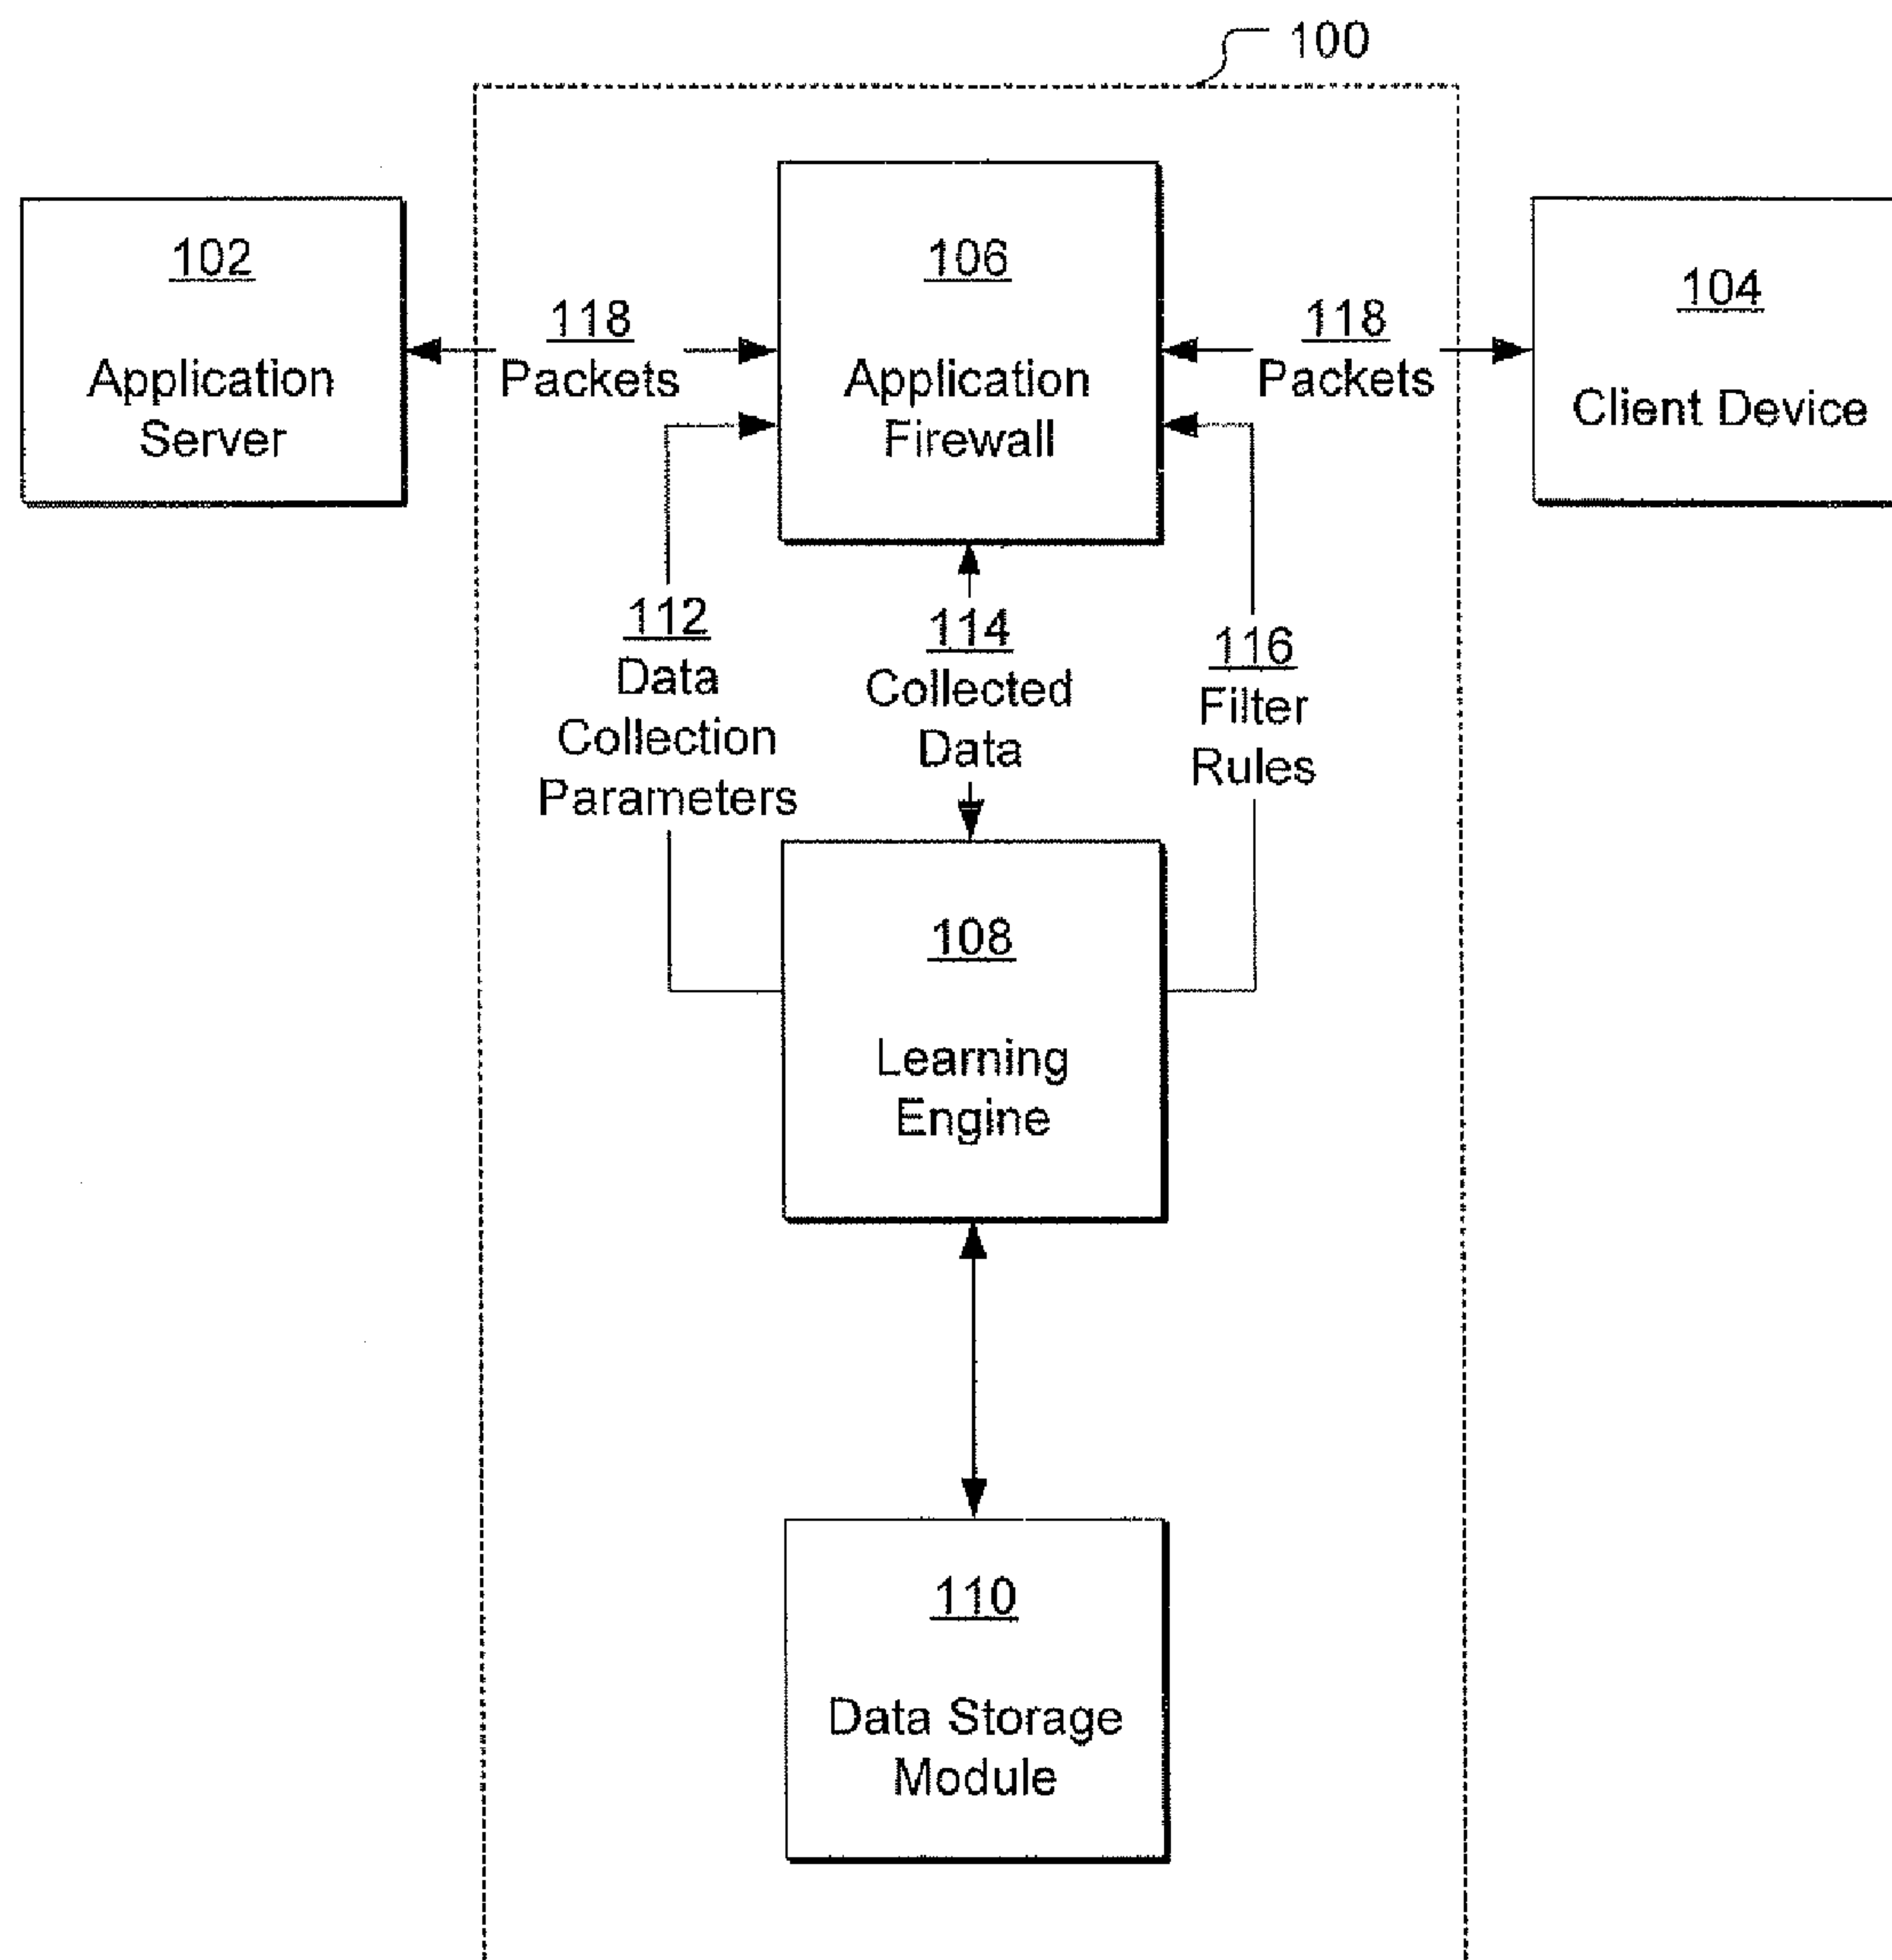 100
102
Application
Server
118
Packets
106
Application
Firewall
118
Packets
104
Client Device
112
Data
Collection
Parameters
114
Collected
Data
116
Filter
Rules
108
Learning
Engine
110
Data Storage
Module